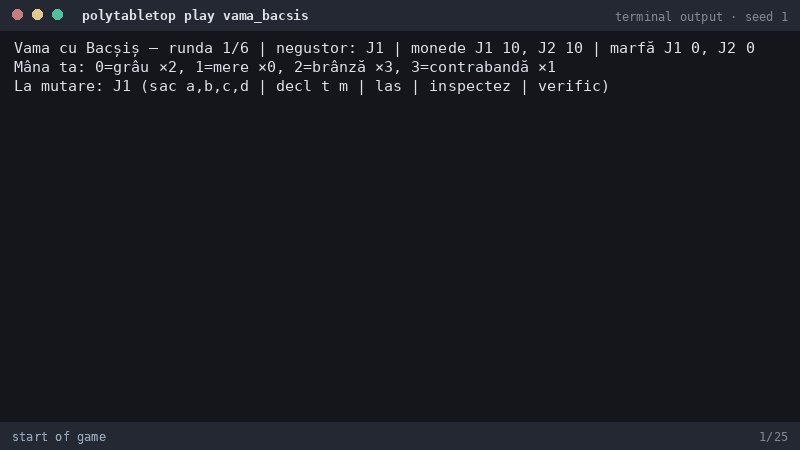 polytabletop play vama_bacsis
terminal output · seed 1
Vama cu Bacșiș — runda 1/6 | negustor: J1 | monede J1 10, J2 10 | marfă J1 0, J2 0
Mâna ta: 0=grâu ×2, 1=mere ×0, 2=brânză ×3, 3=contrabandă ×1
La mutare: J1 (sac a,b,c,d | decl t m | las | inspectez | verific)
start of game
1/25